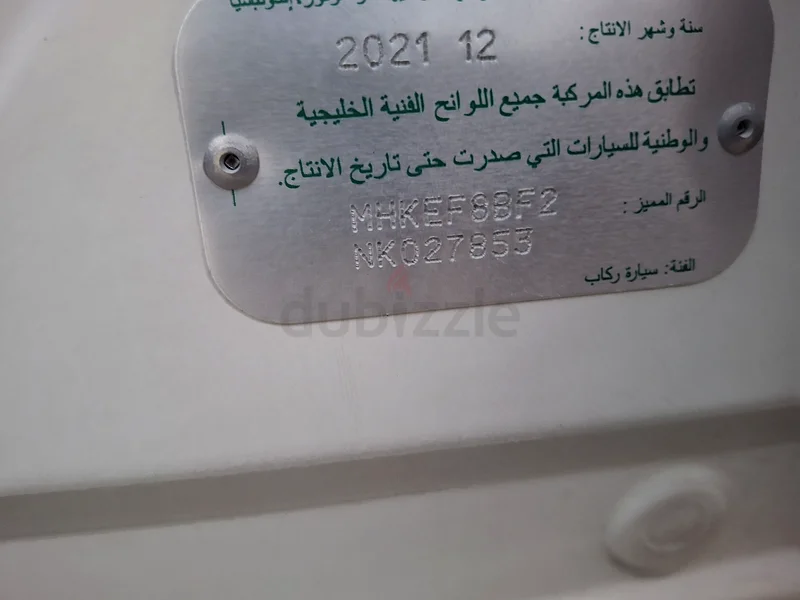 سنة وشهر الانتاج: 2021 12
تطابق هذه المركبة جميع اللوائح الفنية الخليجية
والوطنية للسيارات التي صدرت حتى تاريخ الانتاج.
الرقم المميز: MHKEF8BF2
NK027853
الفئة: سيارة ركاب
dubizzle